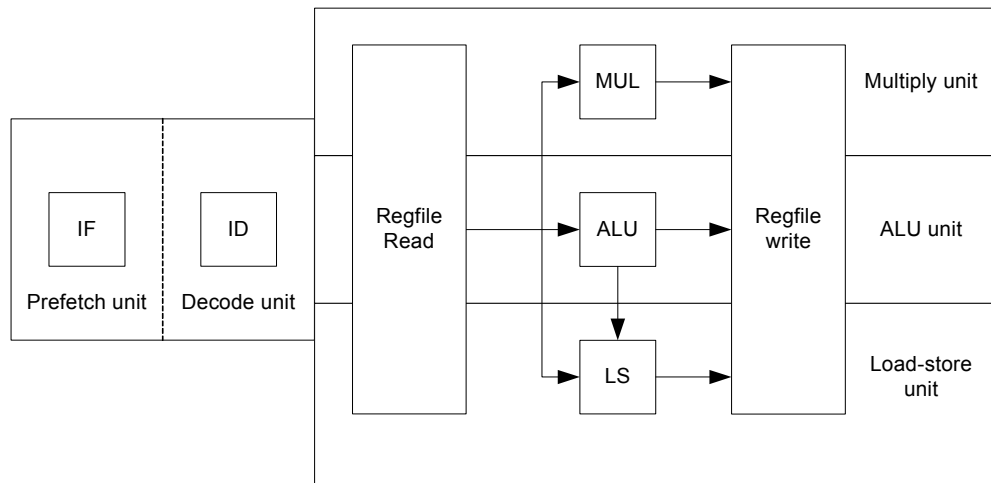 MUL
Multiply unit
IF
ID
Regfile
Read
ALU
Regfile
write
ALU unit
Prefetch unit
Decode unit
LS
Load-store
unit